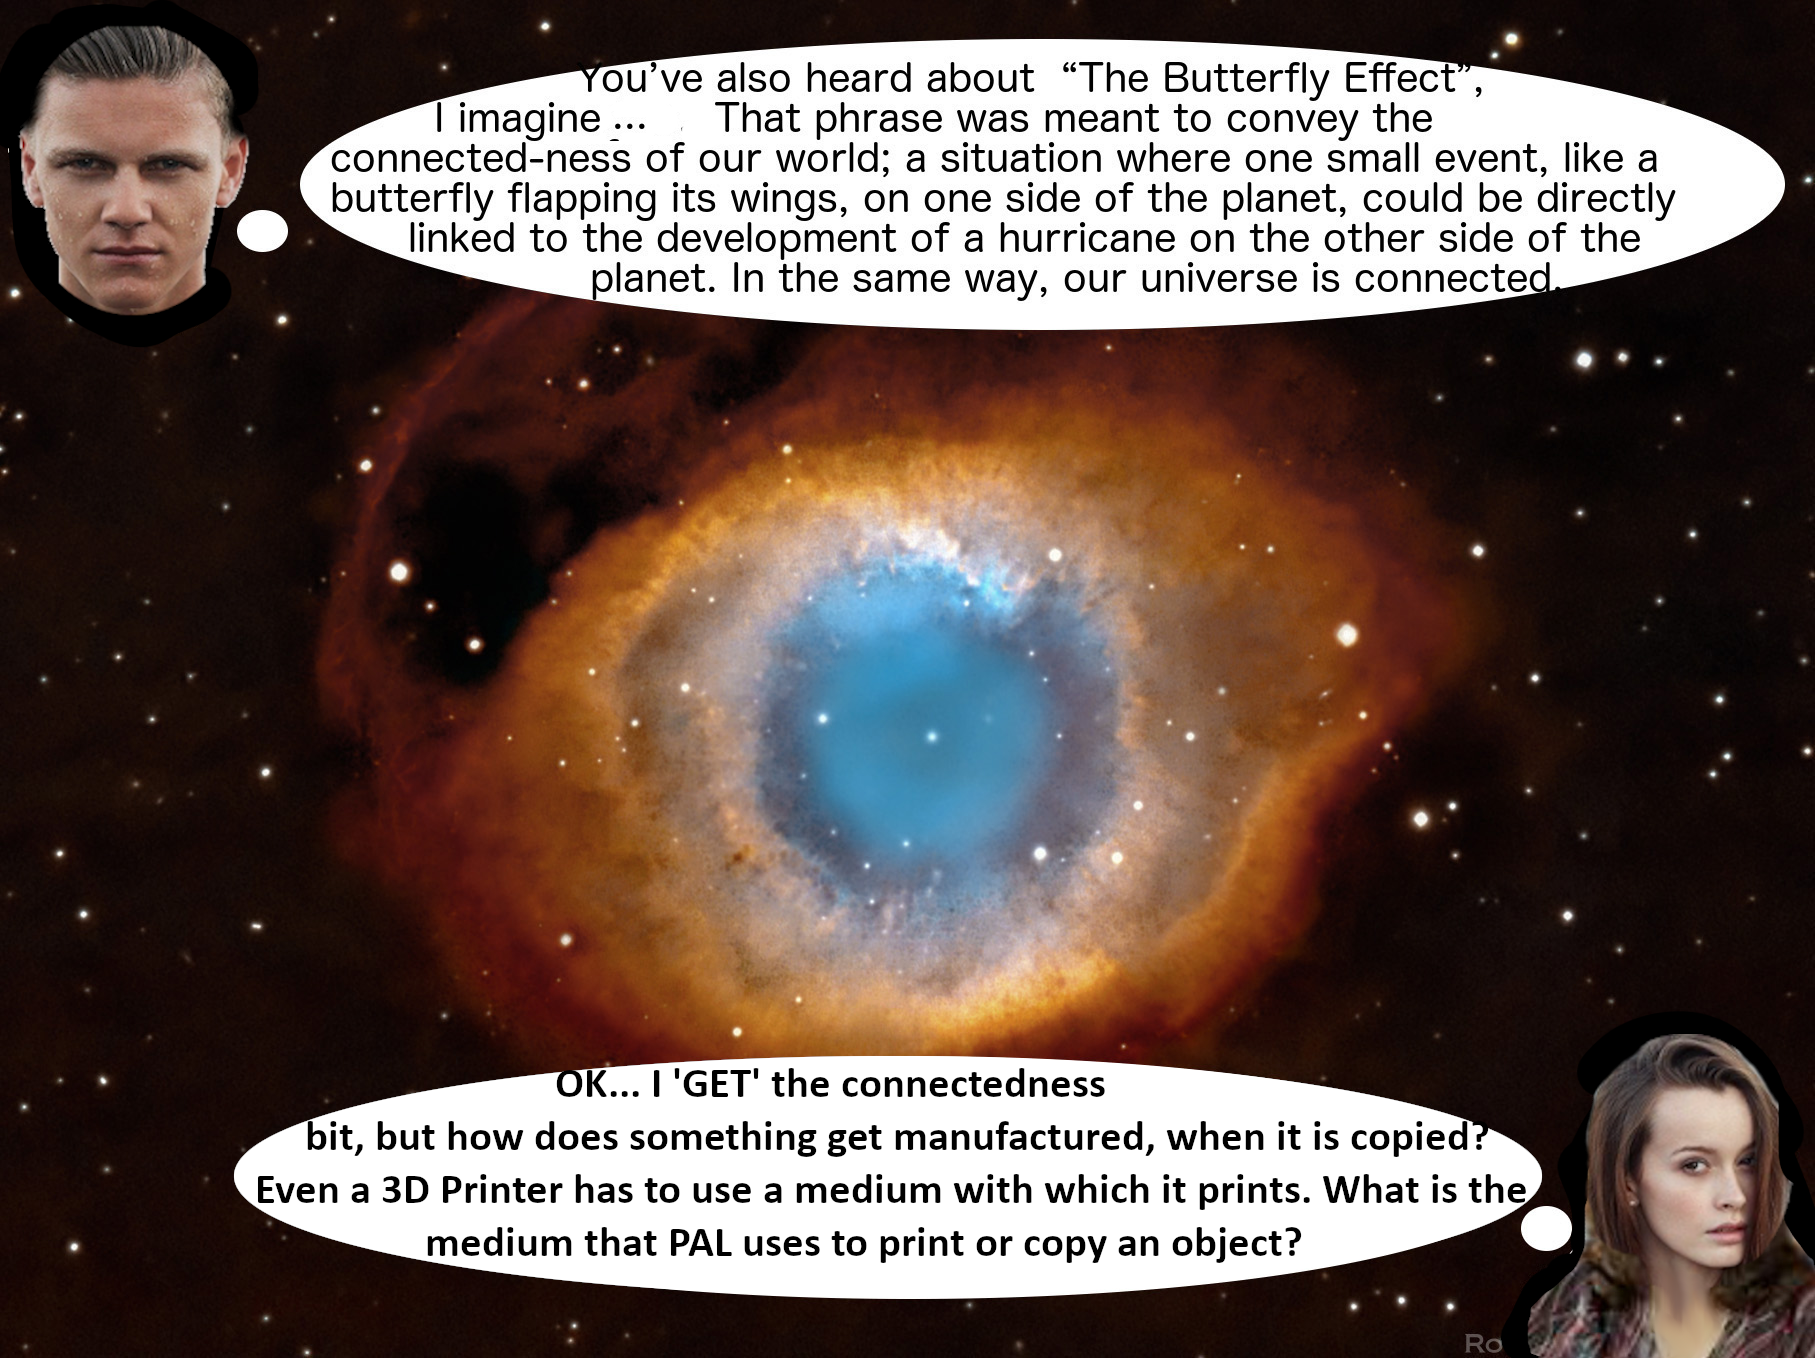 You’ve also heard about “The Butterfly Effect”,
I imagine ... That phrase was meant to convey the
connected-ness of our world; a situation where one small event, like a
butterfly flapping its wings, on one side of the planet, could be directly
linked to the development of a hurricane on the other side of the
planet. In the same way, our universe is connected.
OK... I 'GET' the connectedness
bit, but how does something get manufactured, when it is copied?
Even a 3D Printer has to use a medium with which it prints. What is the
medium that PAL uses to print or copy an object?
Ro